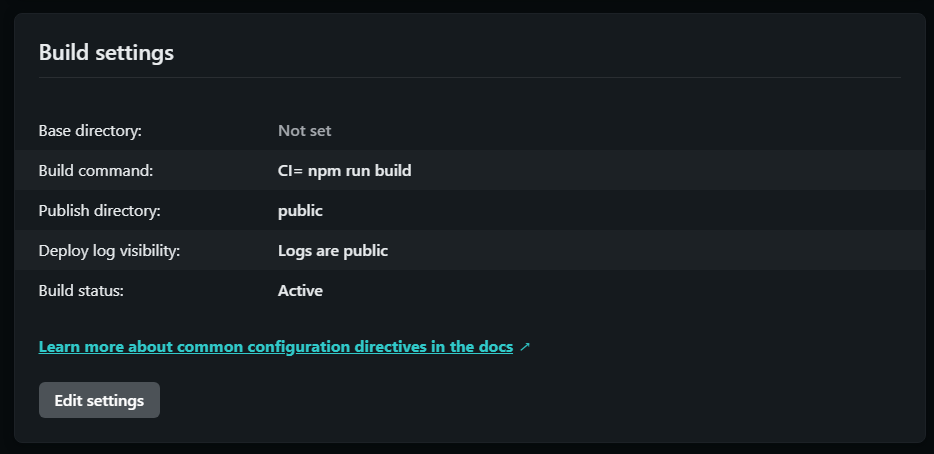 Build settings
Base directory: Not set
Build command: CI= npm run build
Publish directory: public
Deploy log visibility: Logs are public
Build status: Active
Learn more about common configuration directives in the docs ↗
Edit settings